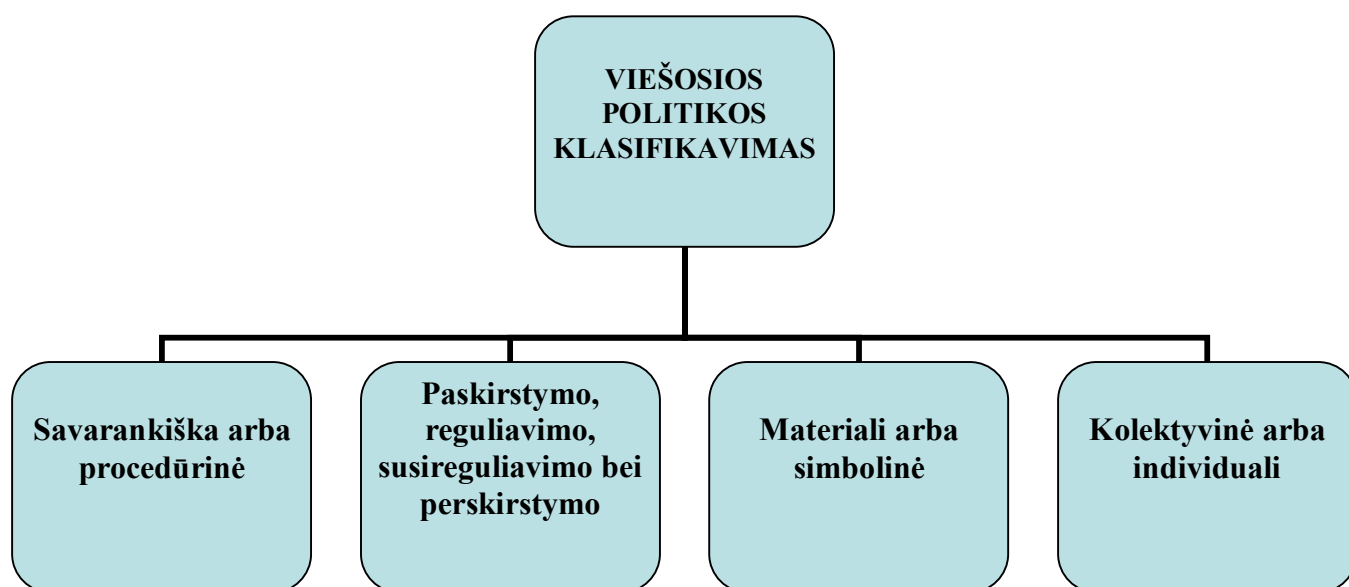 VIEŠOSIOS
POLITIKOS
KLASIFIKAVIMAS
Savarankiška arba
procedūrinė
Paskirstymo,
reguliavimo,
susireguliavimo bei
perskirstymo
Materiali arba
simbolinė
Kolektyvinė arba
individuali